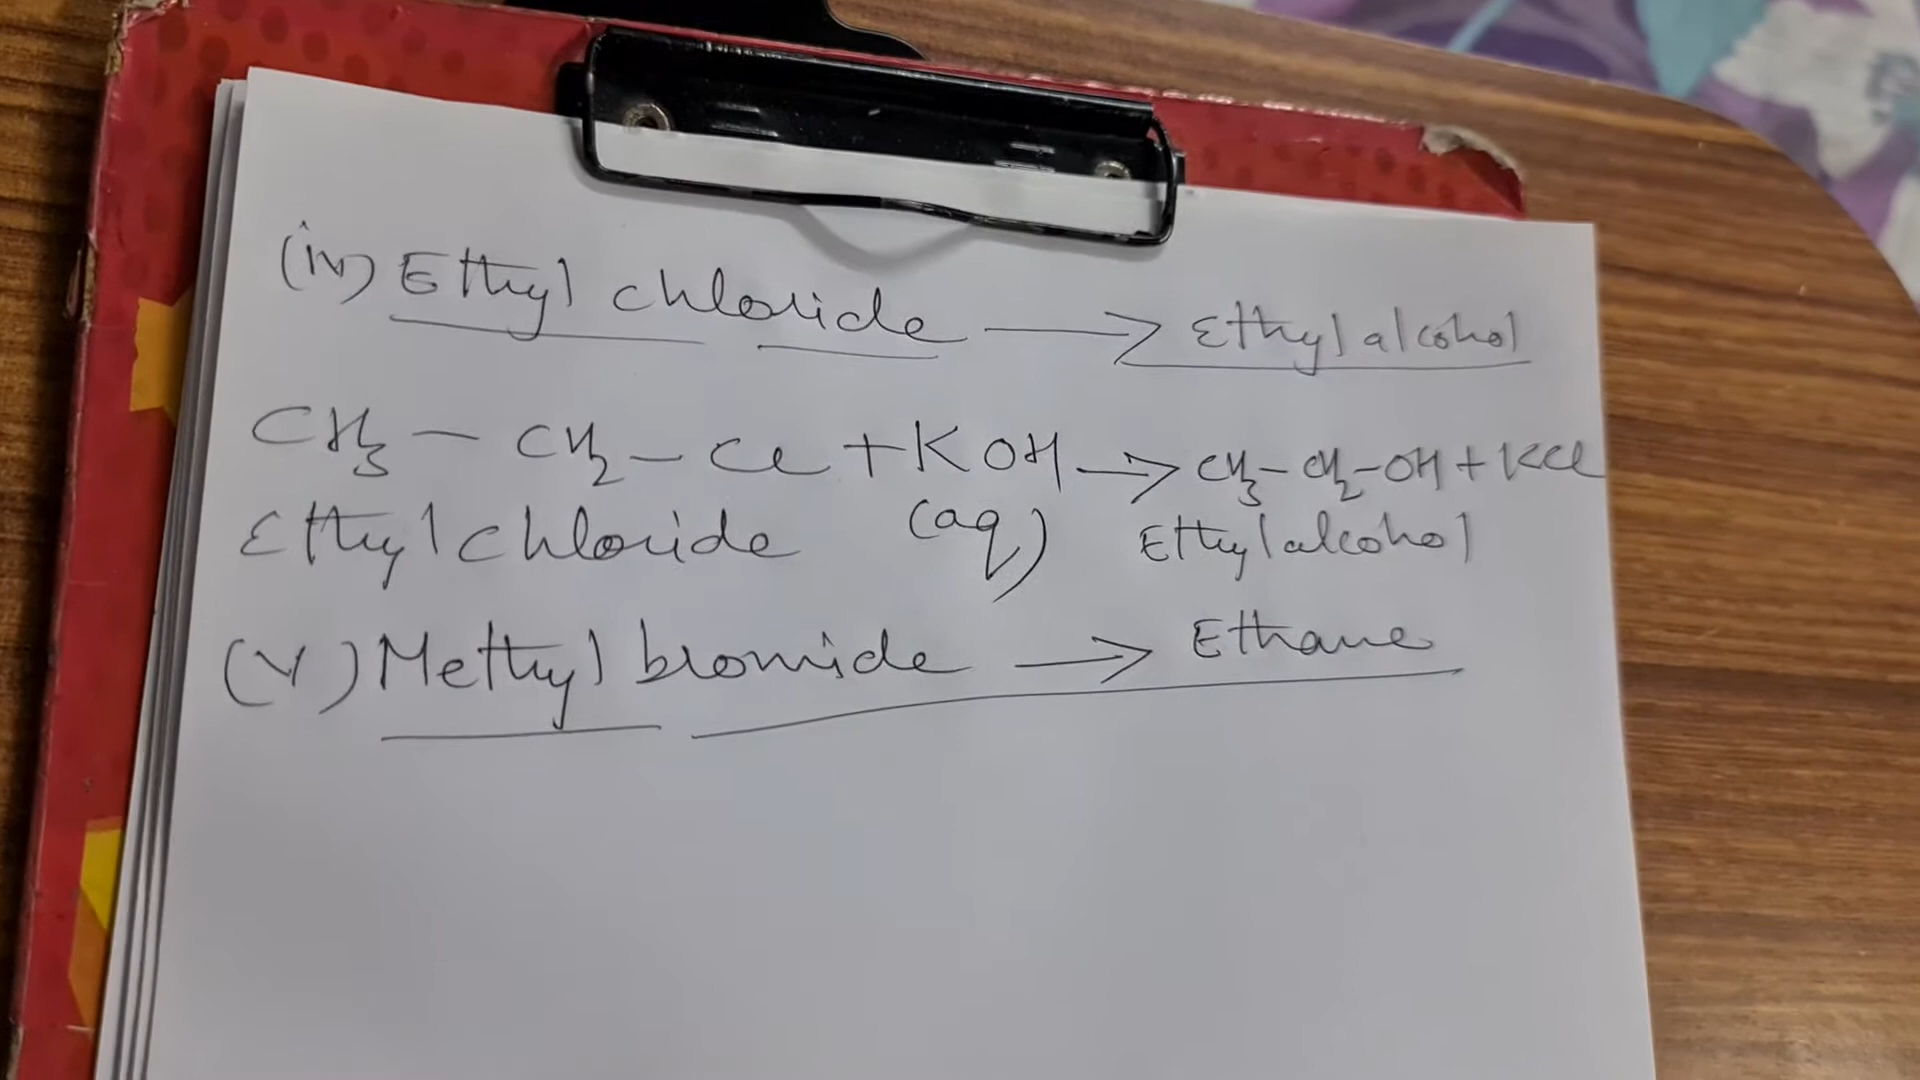 (iv) Ethyl chloride → Ethyl alcohol
CH₃ – CH₂ – Cl + KOH → CH₃ – CH₂ – OH + KCl
Ethyl chloride (aq) Ethyl alcohol
(v) Methyl bromide → Ethane